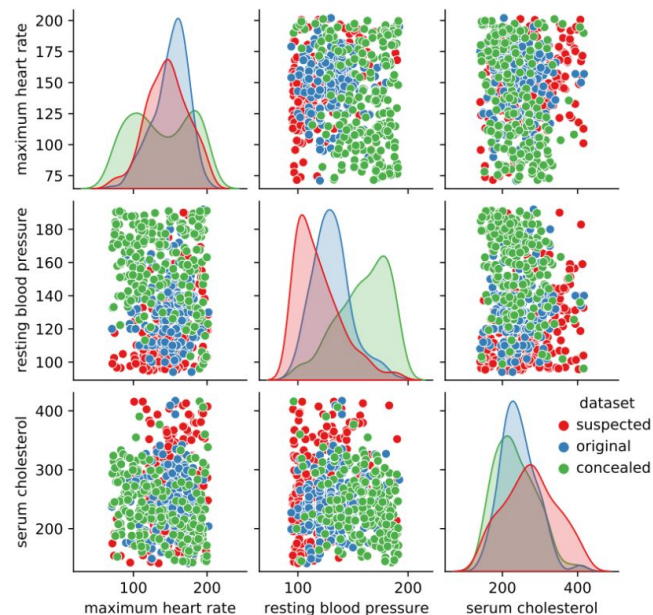 maximum heart rate
200
175
150
125
100
75
resting blood pressure
180
160
140
120
100
serum cholesterol
400
300
200
dataset
suspected
original
concealed
100 200
100 200
200 400
maximum heart rate resting blood pressure serum cholesterol